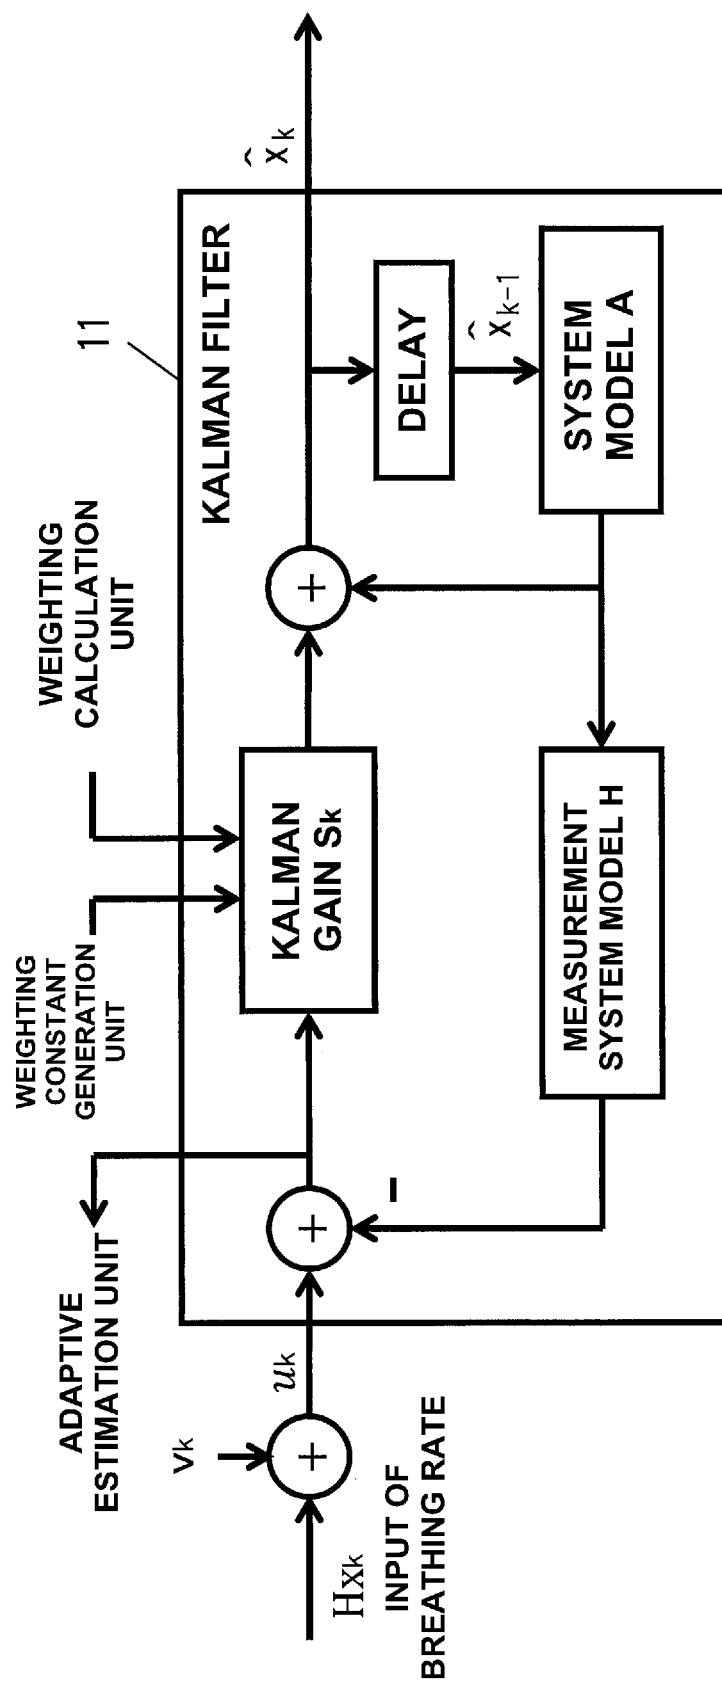 Hxk
INPUT OF
BREATHING RATE
vk
+
uk
ADAPTIVE
ESTIMATION UNIT
+
−
WEIGHTING
CONSTANT
GENERATION
UNIT
WEIGHTING
CALCULATION
UNIT
11
KALMAN FILTER
KALMAN
GAIN Sk
+
x̂k
DELAY
x̂k−1
SYSTEM
MODEL A
MEASUREMENT
SYSTEM MODEL H